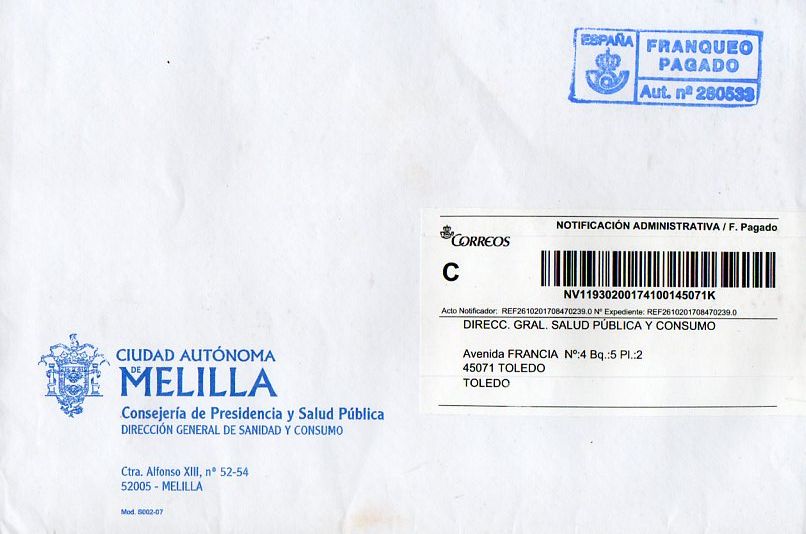 ESPAÑA
FRANQUEO
PAGADO
Aut. nº 280533
NOTIFICACIÓN ADMINISTRATIVA / F. Pagado
CORREOS
C
NV11930200174100145071K
Acto Notificador: REF2610201708470239.0 Nº Expediente: REF2610201708470239.0
DIRECC. GRAL. SALUD PÚBLICA Y CONSUMO
Avenida FRANCIA Nº:4 Bq.:5 Pl.:2
45071 TOLEDO
TOLEDO
CIUDAD AUTÓNOMA
DE MELILLA
Consejería de Presidencia y Salud Pública
DIRECCIÓN GENERAL DE SANIDAD Y CONSUMO
Ctra. Alfonso XIII, nº 52-54
52005 - MELILLA
Mod. S002-07